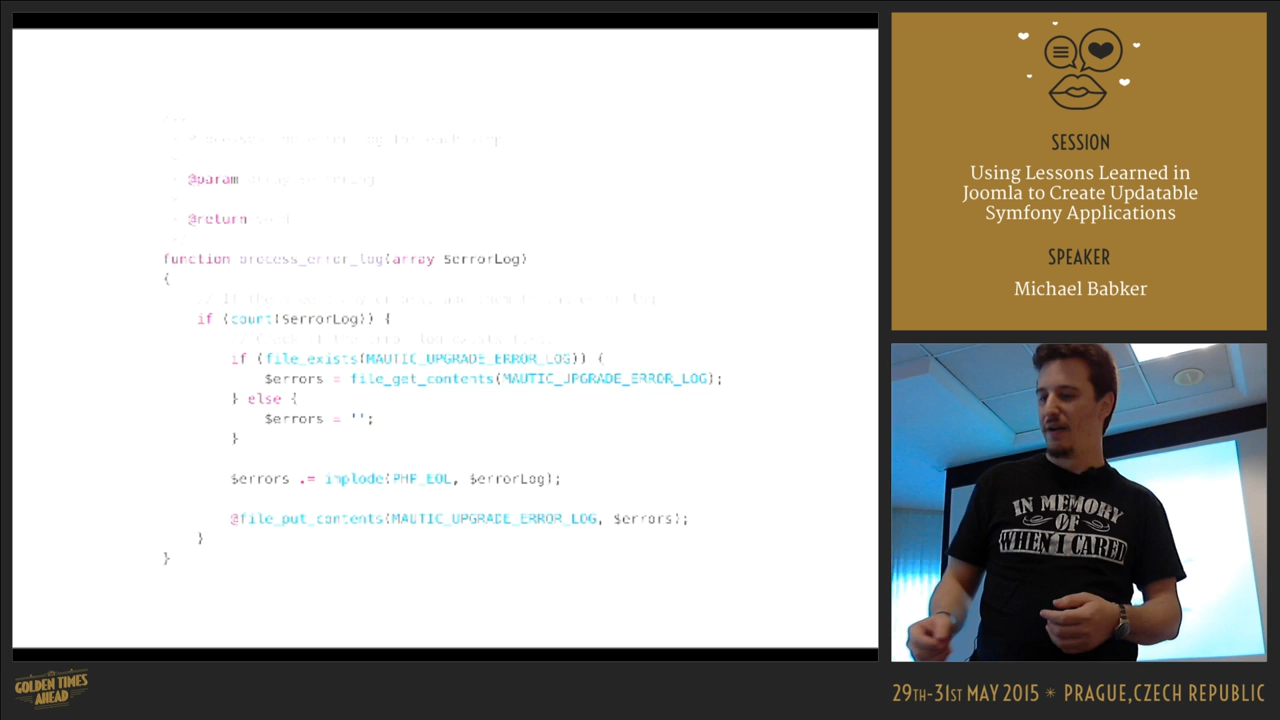 /**
@param
@return
function process_error_log(array $errorLog)
{
if (count($errorLog)) {
if (file_exists(MAUTIC_UPGRADE_ERROR_LOG)) {
$errors = file_get_contents(MAUTIC_UPGRADE_ERROR_LOG);
} else {
$errors = '';
}
$errors .= implode(PHP_EOL, $errorLog);
@file_put_contents(MAUTIC_UPGRADE_ERROR_LOG, $errors);
}
}
SESSION
Using Lessons Learned in
Joomla to Create Updatable
Symfony Applications
SPEAKER
Michael Babker
IN MEMORY
OF
WHEN I CARED
GOLDEN TIMES
AHEAD
29TH-31ST MAY 2015 * PRAGUE,CZECH REPUBLIC